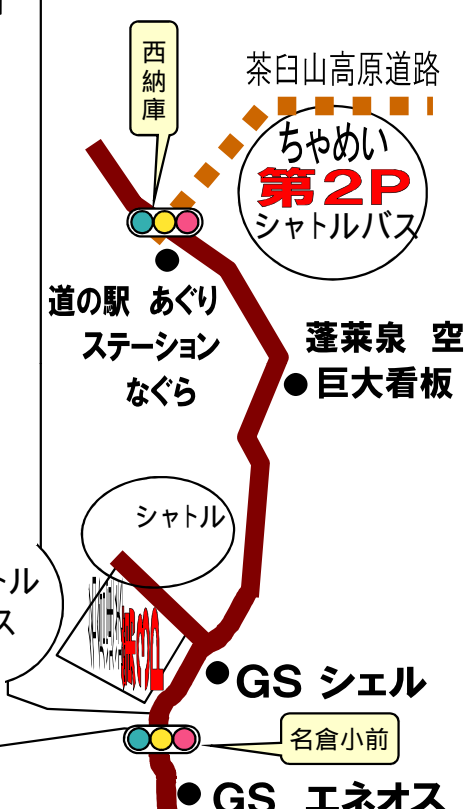 西納庫
茶臼山高原道路
ちゃめい
第2P
シャトルバス
道の駅 あぐり
ステーション
なぐら
蓬莱泉 空
巨大看板
シャトル
トル
ス
GS シェル
名倉小前
GS エネオス